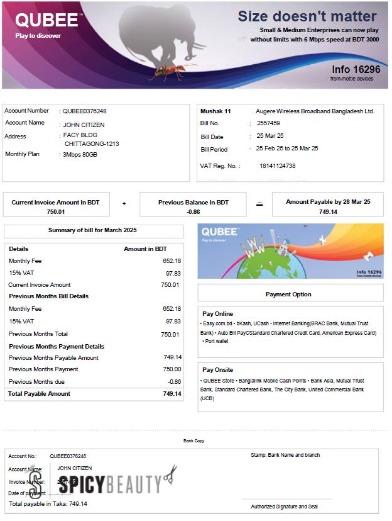 QUBEE™
Play to discover
Size doesn't matter
Small & Medium Enterprises can now play
without limits with 6 Mbps speed at BDT 3000
Info 16296
from mobile devices
Account Number : QUBEE0376248
Account Name : JOHN CITIZEN
Address : FACY BLDG
CHITTAGONG-1213
Monthly Plan : 3Mbps 80GB
Mushak 11 Augere Wireless Broadband Bangladesh Ltd.
Bill No. : 2557459
Bill Date : 25 Mar 25
Bill Period : 25 Feb 25 to 25 Mar 25
VAT Reg. No. : 18141124738
Current Invoice Amount in BDT + Previous Balance in BDT = Amount Payable by 28 Mar 25
750.01 -0.86 749.14
Summary of bill for March 2025
Details Amount in BDT
Monthly Fee 652.18
15% VAT 97.83
Current Invoice Amount 750.01
Previous Months Bill Details
Monthly Fee 652.18
15% VAT 97.83
Previous Months Total 750.01
Previous Months Payment Details
Previous Months Payable Amount 749.14
Previous Months Payment 750.00
Previous Months due -0.86
Total Payable Amount 749.14
QUBEE™
Play to discover
Info 16296
Payment Option
Pay Online
• Easy.com.bd • bKash, UCash • Internet Banking(BRAC Bank, Mutual Trust
Bank) • Auto Bill Pay(Standard Chartered Credit Card, American Express Card)
• Port wallet
Pay Onsite
• QUBEE Store • Banglalink Mobile Cash Points • Bank Asia, Mutual Trust
Bank, Standard Chartered Bank, The City Bank, United Commercial Bank
(UCB)
Bank Copy
Account No.: QUBEE0376248
Account Name: JOHN CITIZEN
Invoice Number:
Date of payment:
Total payable in Taka: 749.14
Stamp: Bank Name and branch
Authorized Signature and Seal
SPICYBEAUTY